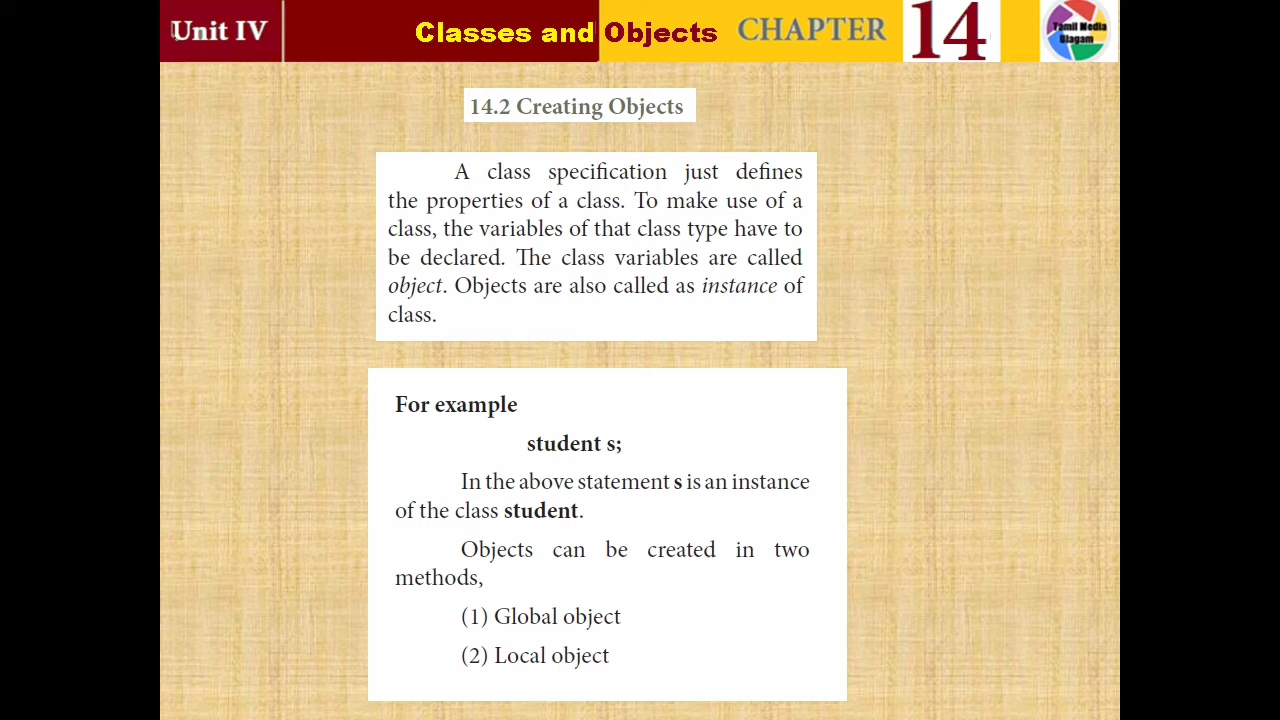 Unit IV
Classes and Objects
CHAPTER
14
Tamil Media
Glagam
14.2 Creating Objects
A class specification just defines
the properties of a class. To make use of a
class, the variables of that class type have to
be declared. The class variables are called
object. Objects are also called as instance of
class.
For example
student s;
In the above statement s is an instance
of the class student.
Objects can be created in two
methods,
(1) Global object
(2) Local object